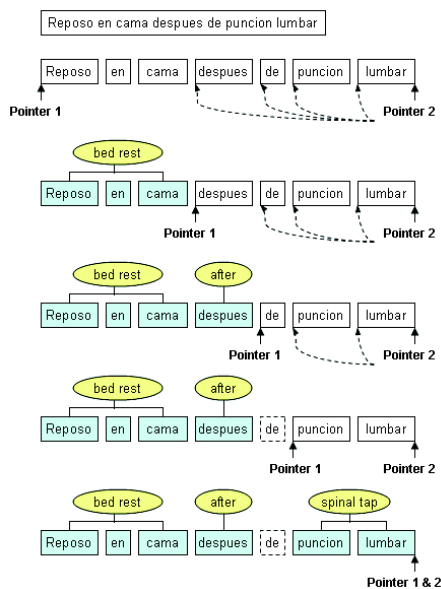 Reposo en cama despues de puncion lumbar
Reposo en cama despues de puncion lumbar
Pointer 1 Pointer 2
bed rest
Reposo en cama despues de puncion lumbar
Pointer 1 Pointer 2
bed rest after
Reposo en cama despues de puncion lumbar
Pointer 1 Pointer 2
bed rest after
Reposo en cama despues de puncion lumbar
Pointer 1 Pointer 2
bed rest after spinal tap
Reposo en cama despues de puncion lumbar
Pointer 1 & 2